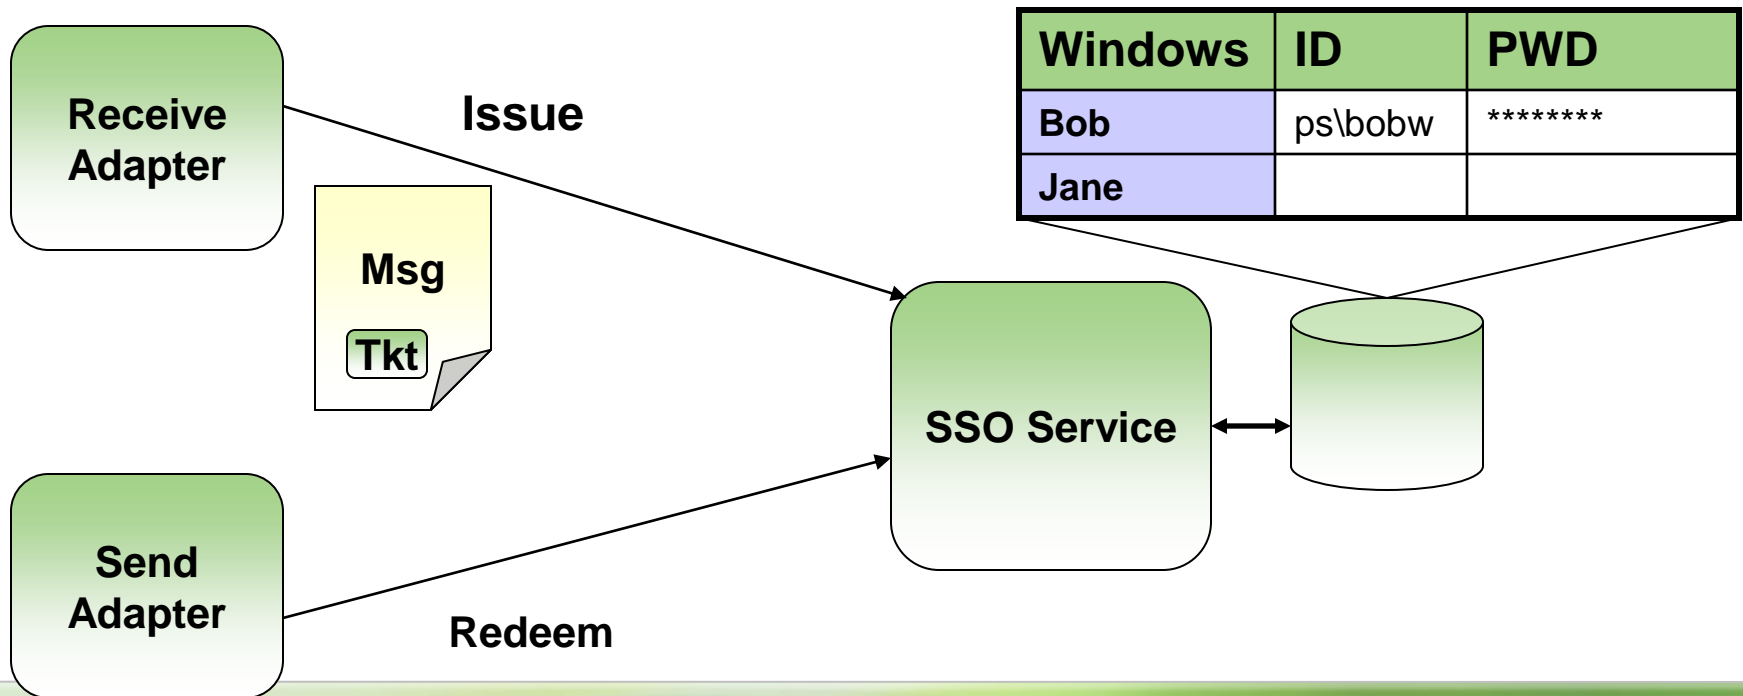 Receive
Adapter
Issue
Windows ID PWD
Bob ps\bobw ********
Jane
Msg
Tkt
SSO Service
Send
Adapter
Redeem